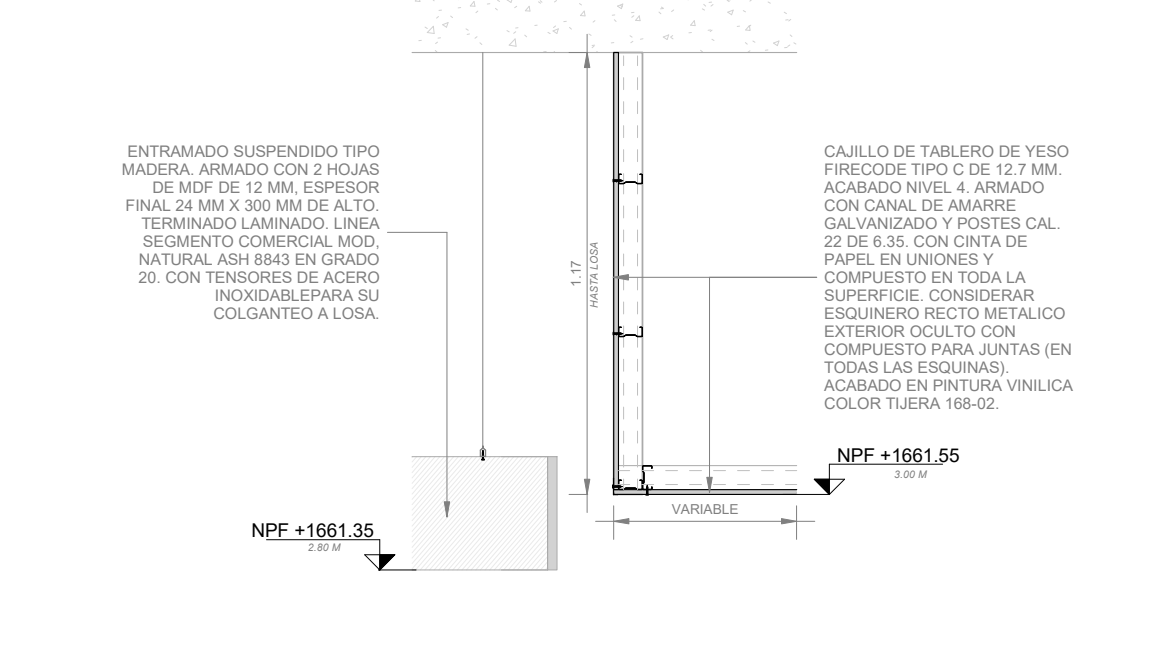 ENTRAMADO SUSPENDIDO TIPO
MADERA. ARMADO CON 2 HOJAS
DE MDF DE 12 MM, ESPESOR
FINAL 24 MM X 300 MM DE ALTO.
TERMINADO LAMINADO. LINEA
SEGMENTO COMERCIAL MOD,
NATURAL ASH 8843 EN GRADO
20. CON TENSORES DE ACERO
INOXIDABLEPARA SU
COLGANTEO A LOSA.
1.17
HASTA LOSA
CAJILLO DE TABLERO DE YESO
FIRECODE TIPO C DE 12.7 MM.
ACABADO NIVEL 4. ARMADO
CON CANAL DE AMARRE
GALVANIZADO Y POSTES CAL.
22 DE 6.35. CON CINTA DE
PAPEL EN UNIONES Y
COMPUESTO EN TODA LA
SUPERFICIE. CONSIDERAR
ESQUINERO RECTO METALICO
EXTERIOR OCULTO CON
COMPUESTO PARA JUNTAS (EN
TODAS LAS ESQUINAS).
ACABADO EN PINTURA VINILICA
COLOR TIJERA 168-02.
NPF +1661.55
3.00 M
VARIABLE
NPF +1661.35
2.80 M